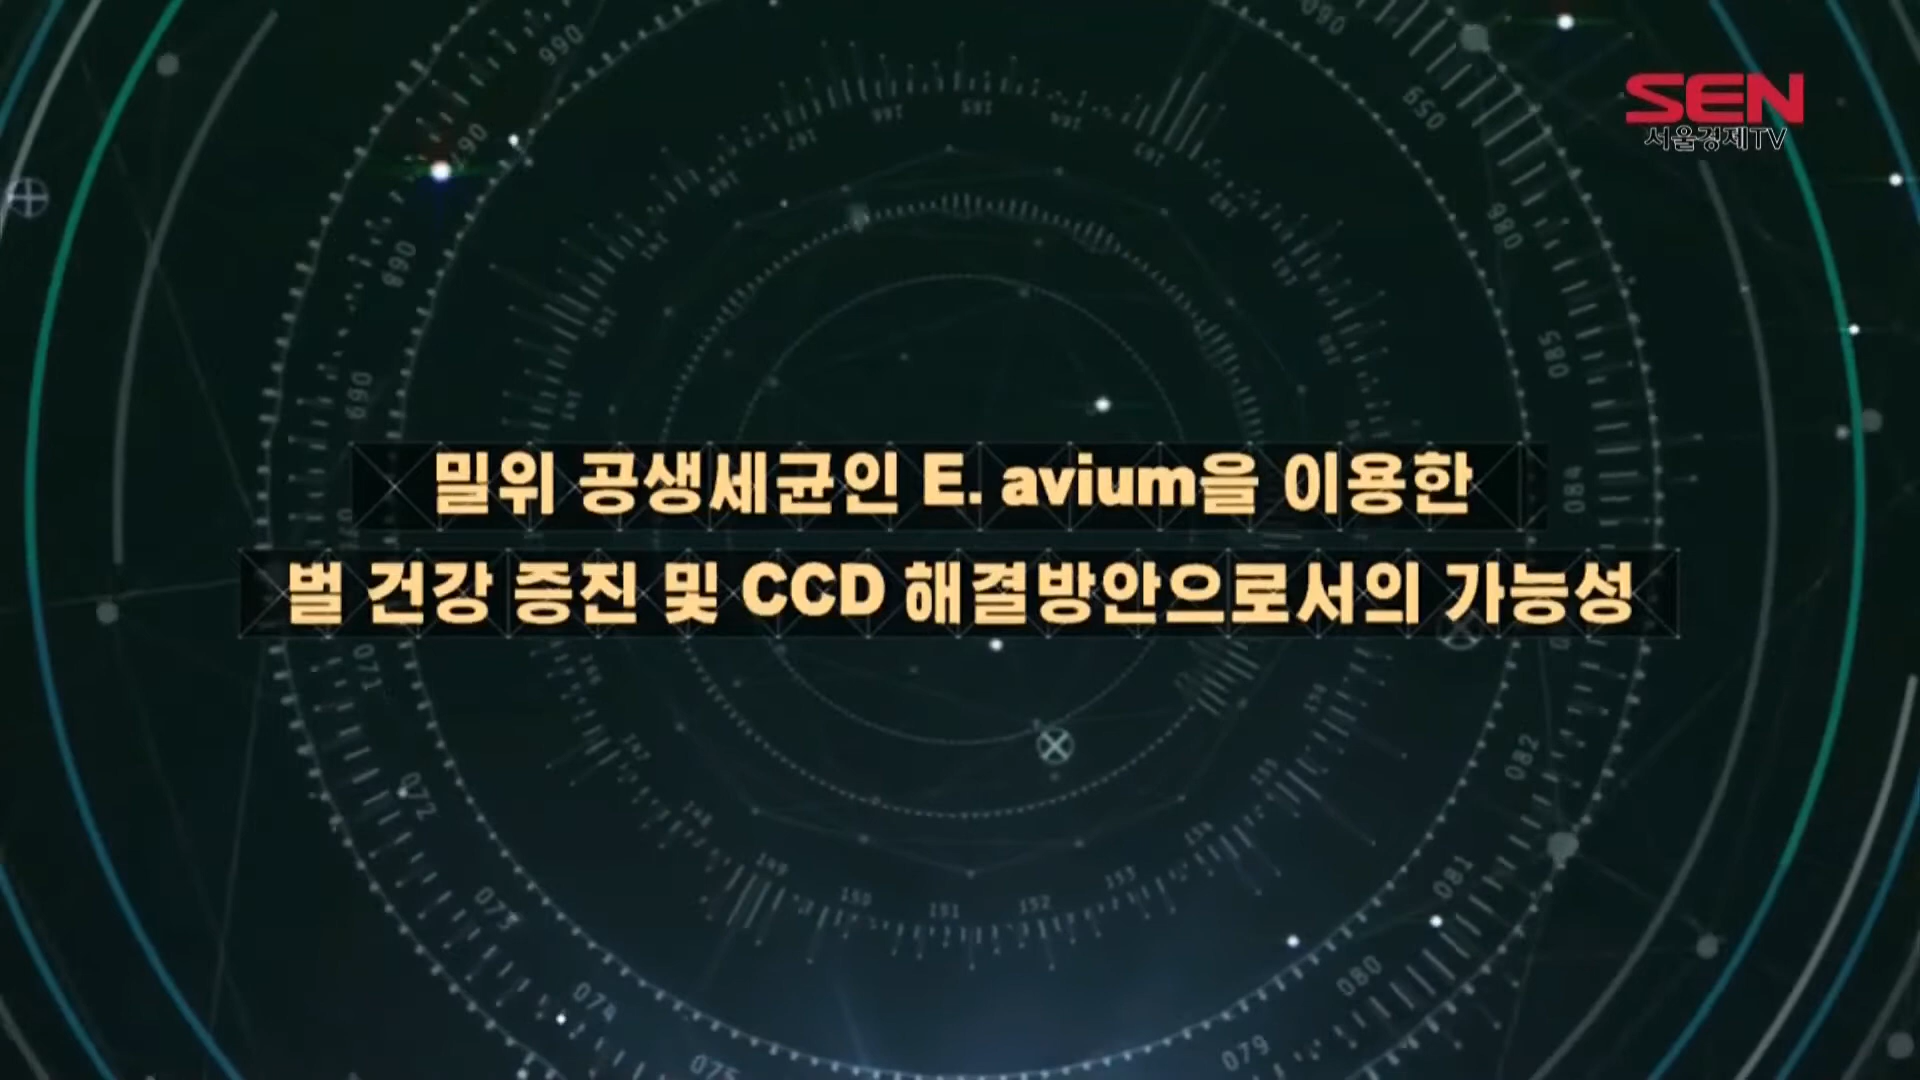 SEN
서울경제TV
밀위 공생세균인 E. avium을 이용한
벌 건강 증진 및 CCD 해결방안으로서의 가능성